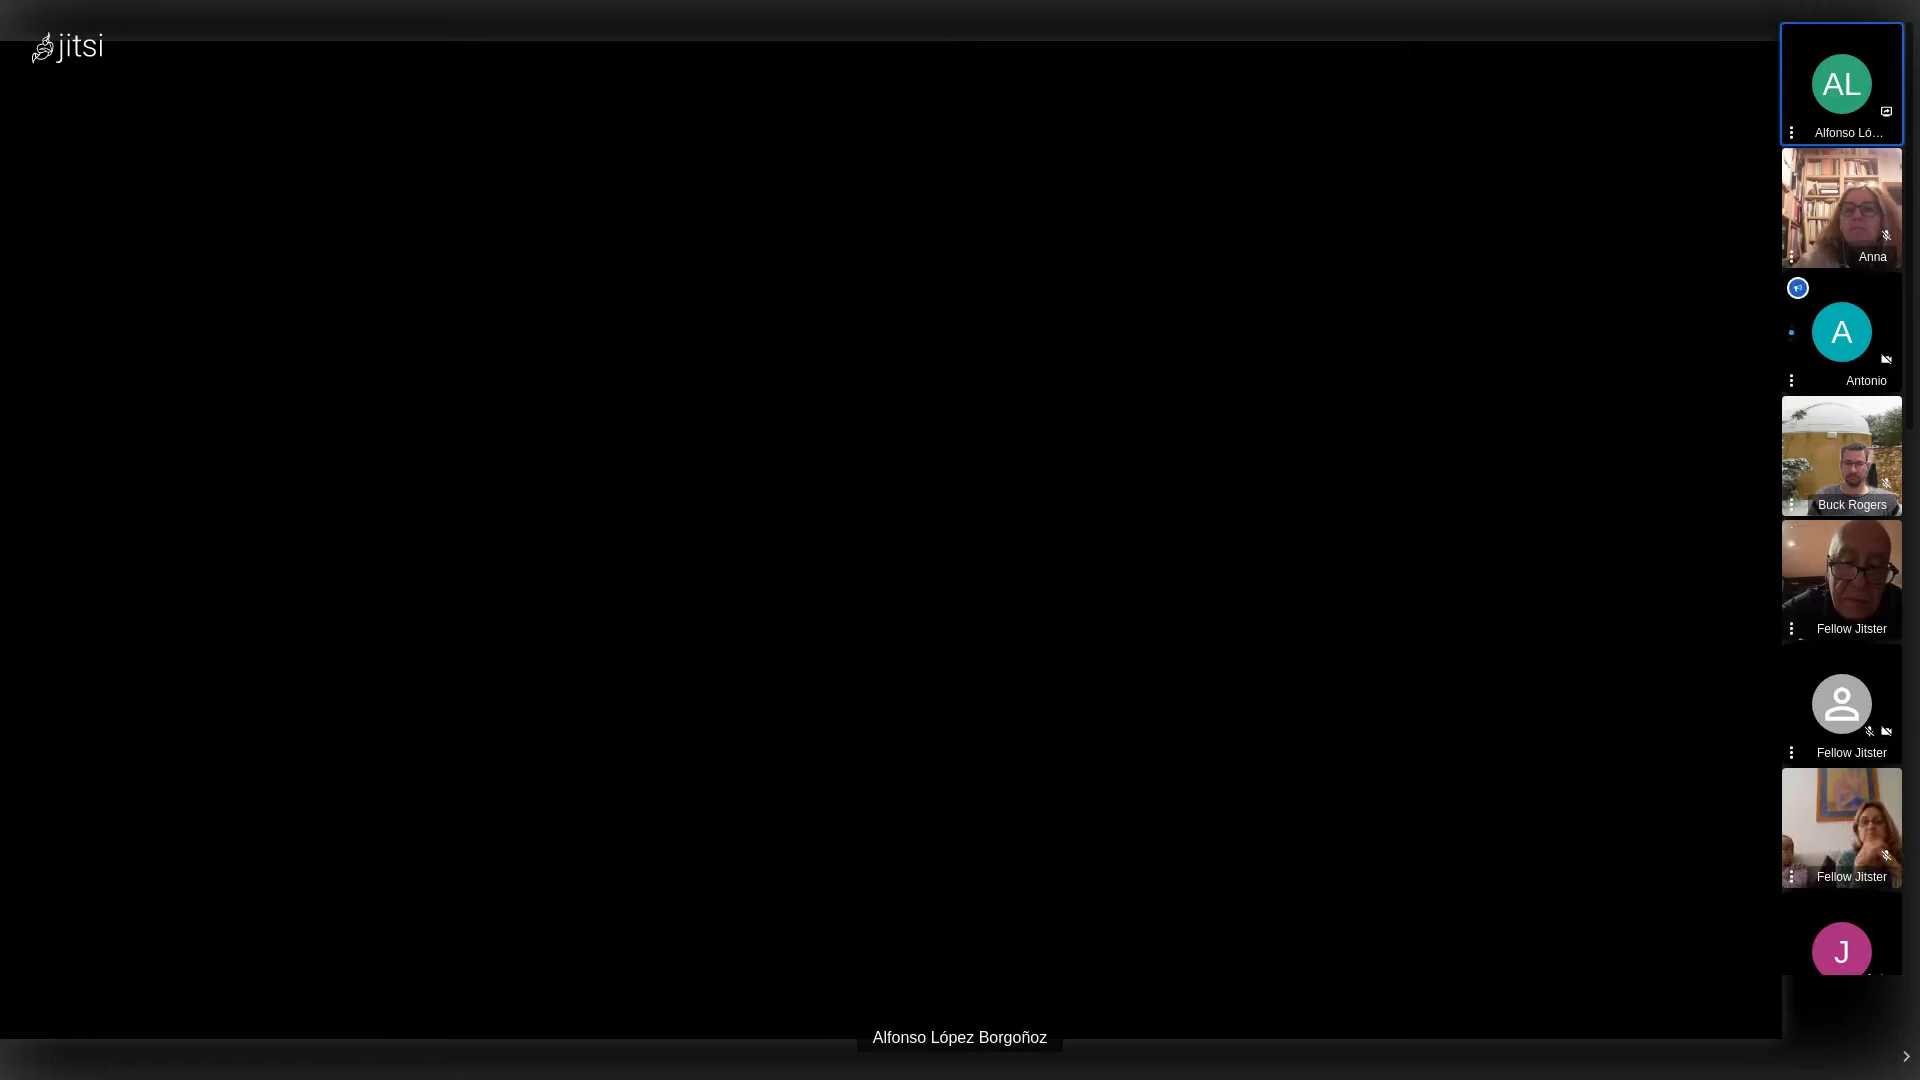 jitsi
AL
Alfonso Ló...
Anna
A
Antonio
Buck Rogers
Fellow Jitster
Fellow Jitster
Fellow Jitster
J
Alfonso López Borgoñoz